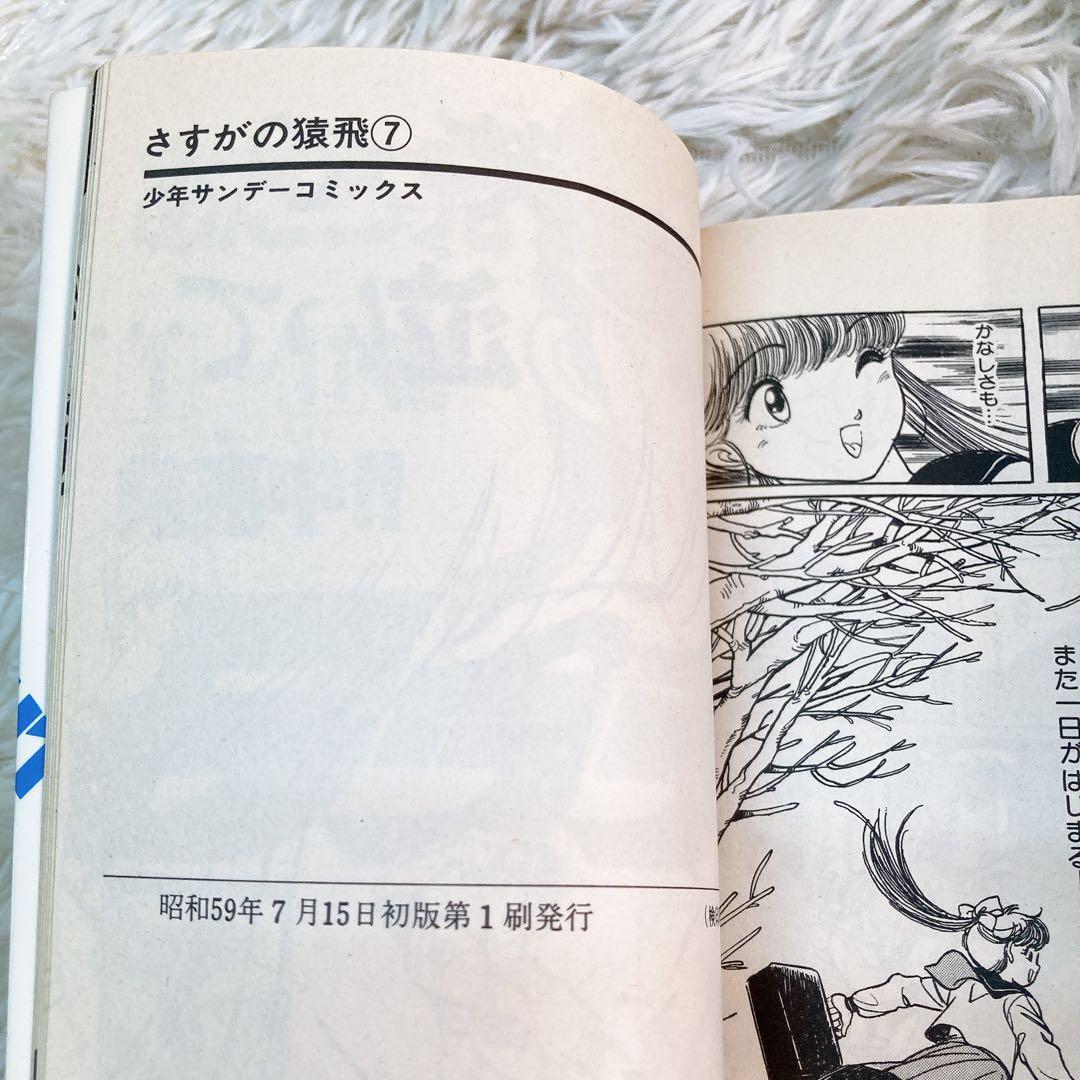 さすがの猿飛⑦
少年サンデーコミックス
昭和59年7月15日初版第1刷発行
(検
かなしさも…
また一日がはじまる